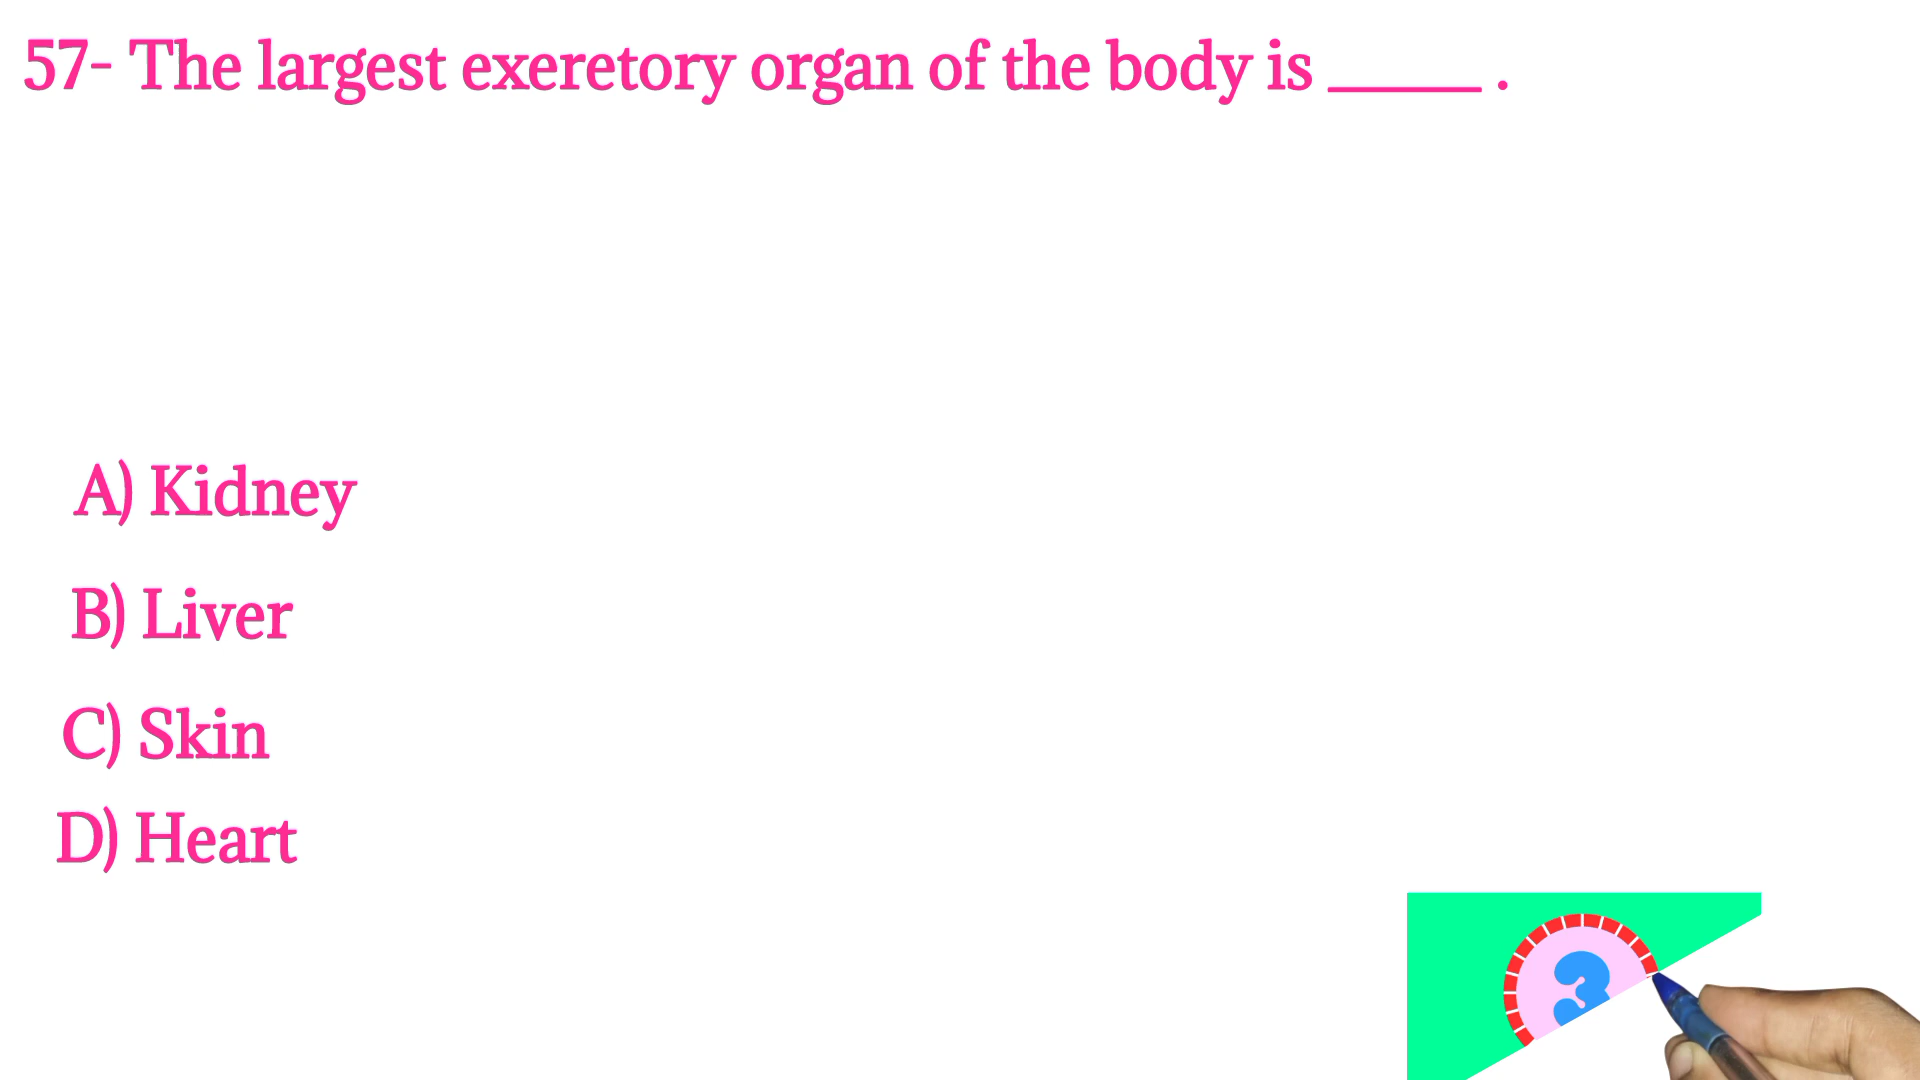 57- The largest exeretory organ of the body is _____ .
A) Kidney
B) Liver
C) Skin
D) Heart
3